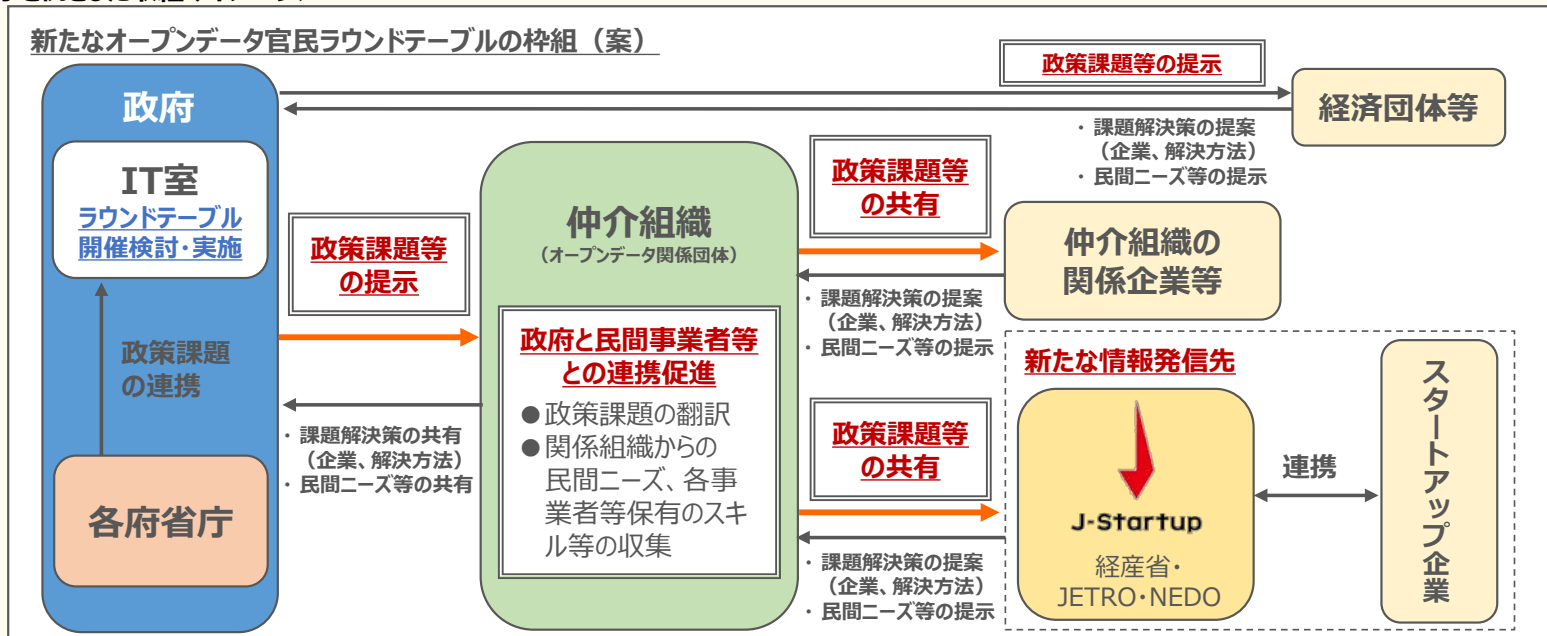 新たなオープンデータ官民ラウンドテーブルの枠組（案）
政府
IT室
ラウンドテーブル
開催検討・実施
政策課題
の連携
各府省庁
政策課題等
の提示
・ 課題解決策の共有
（企業、解決方法）
・ 民間ニーズ等の共有
仲介組織
（オープンデータ関係団体）
政府と民間事業者等
との連携促進
●政策課題の翻訳
●関係組織からの
民間ニーズ、各事
業者等保有のスキ
ル等の収集
政策課題等の提示
経済団体等
・ 課題解決策の提案
（企業、解決方法）
・ 民間ニーズ等の提示
政策課題等
の共有
仲介組織の
関係企業等
・ 課題解決策の提案
（企業、解決方法）
・ 民間ニーズ等の提示
新たな情報発信先
政策課題等
の共有
J-Startup
経産省・
JETRO・NEDO
連携
スタートアップ企業
・ 課題解決策の提案
（企業、解決方法）
・ 民間ニーズ等の提示